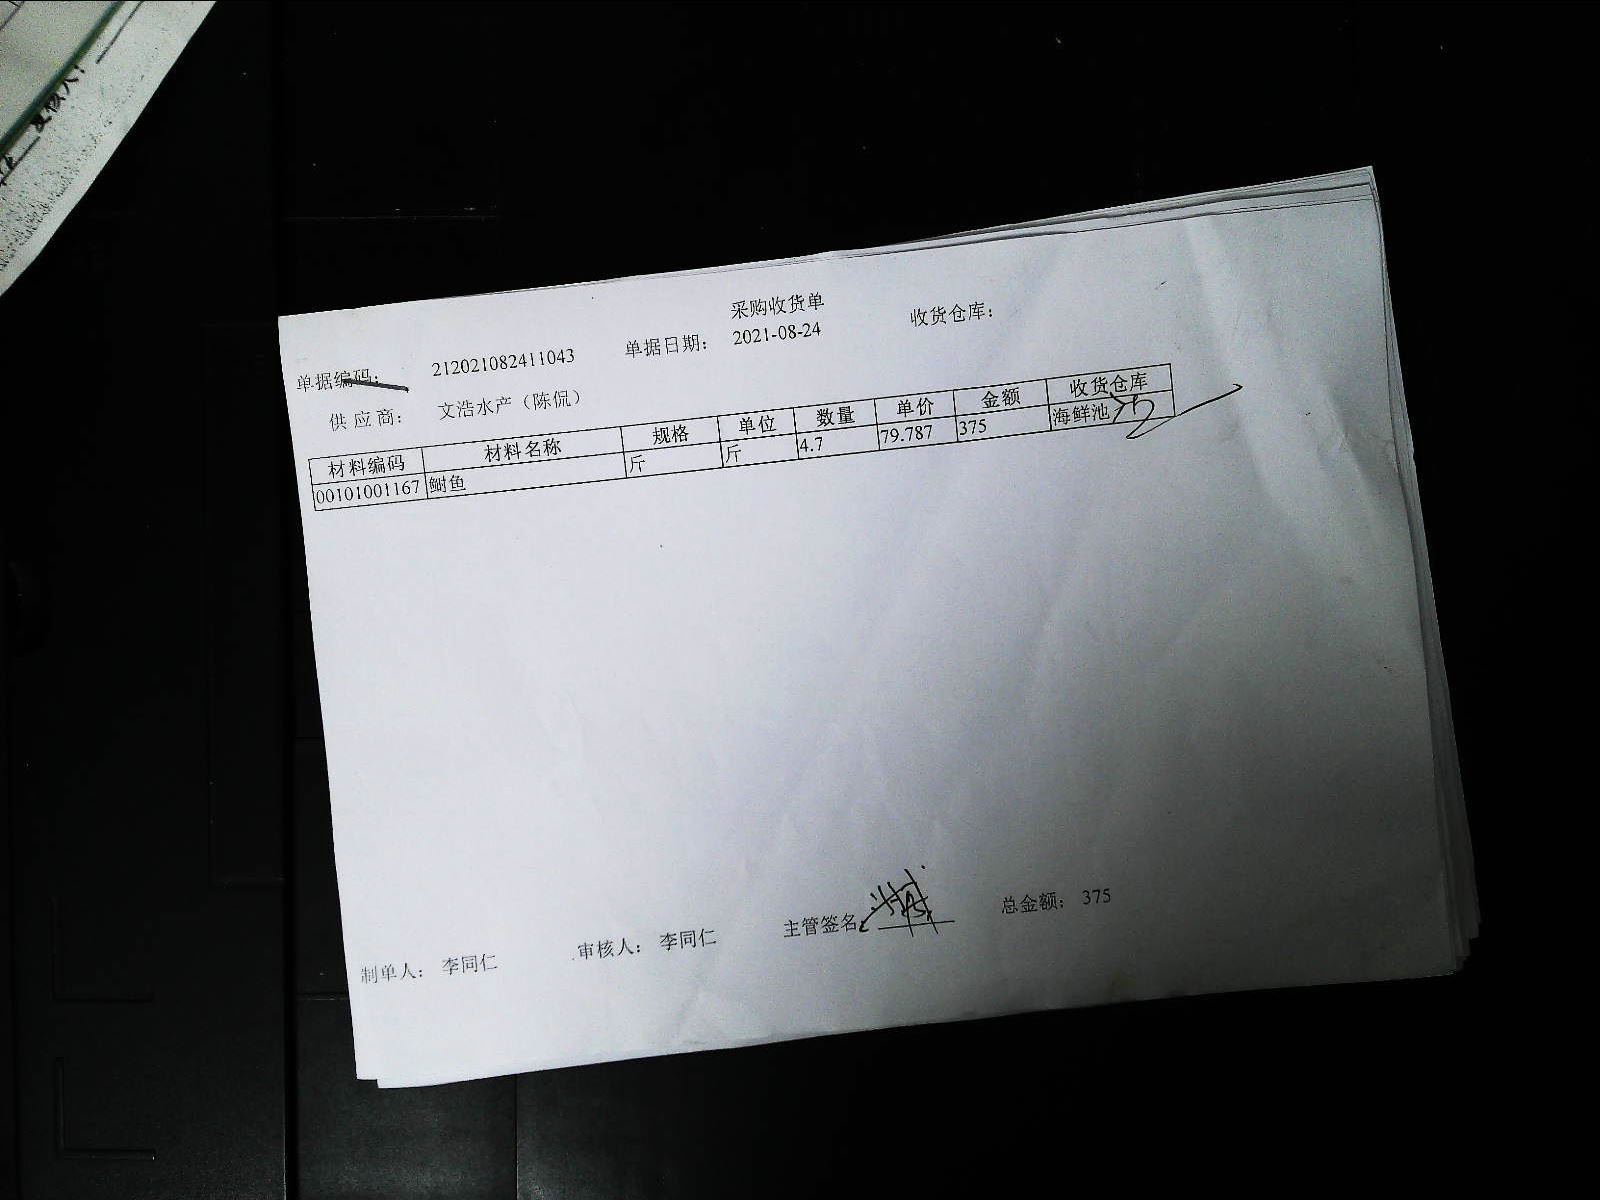 复核人：
采购收货单
单据编码： 212021082411043 单据日期： 2021-08-24 收货仓库：
供应商： 文浩水产（陈侃）
材料编码 材料名称 规格 单位 数量 单价 金额 收货仓库
00101001167 鲥鱼 斤 斤 4.7 79.787 375 海鲜池
制单人： 李同仁 审核人： 李同仁 主管签名 总金额： 375